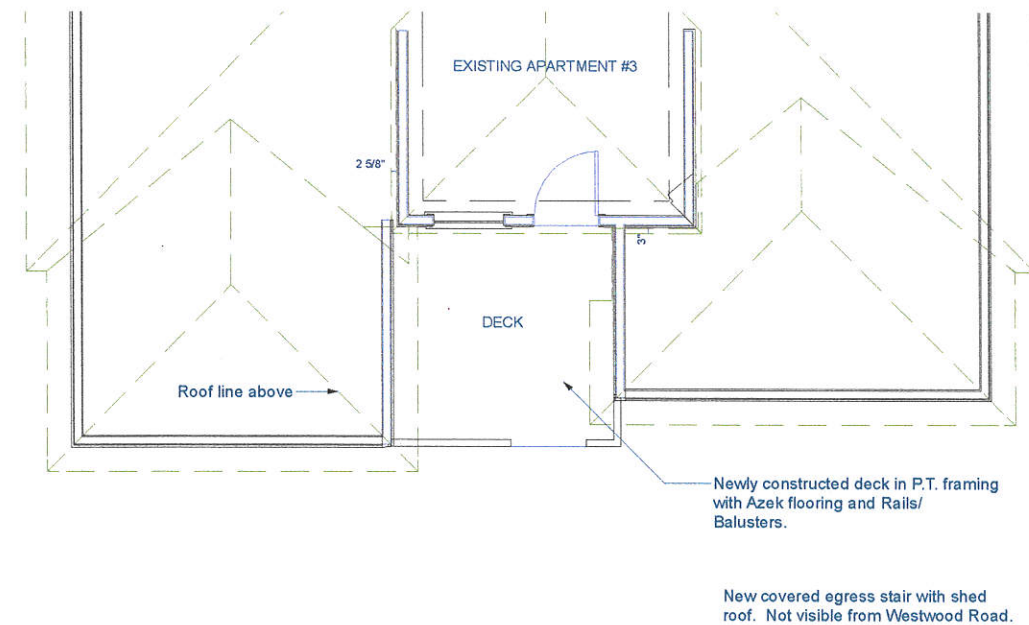 EXISTING APARTMENT #3
2 5/8"
3"
DECK
Roof line above
Newly constructed deck in P.T. framing
with Azek flooring and Rails/
Balusters.
New covered egress stair with shed
roof. Not visible from Westwood Road.